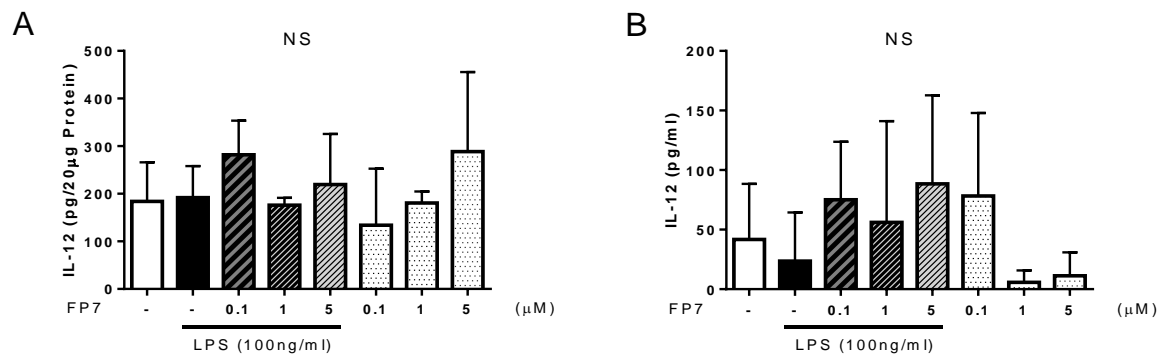 A
NS
500
400
300
200
100
0
IL-12 (pg/20µg Protein)
FP7 - - 0.1 1 5 0.1 1 5
LPS (100ng/ml)
B
NS
200
150
100
50
0
IL-12 (pg/ml)
FP7 - - 0.1 1 5 0.1 1 5 (µM)
LPS (100ng/ml)
(µM)